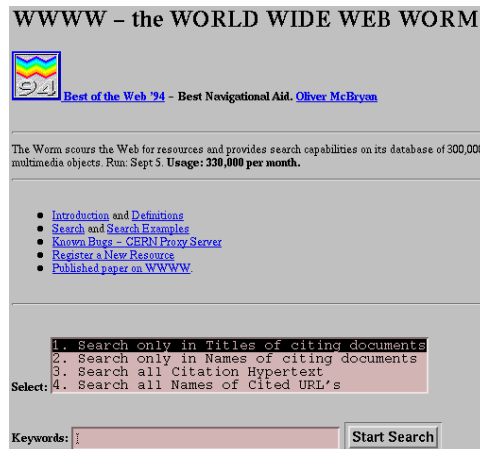 WWWW – the WORLD WIDE WEB WORM
94 Best of the Web '94 – Best Navigational Aid. Oliver McBryan
The Worm scours the Web for resources and provides search capabilities on its database of 300,000
multimedia objects. Run: Sept 5. Usage: 330,000 per month.
Introduction and Definitions
Search and Search Examples
Known Bugs – CERN Proxy Server
Register a New Resource
Published paper on WWWW.
1. Search only in Titles of citing documents
2. Search only in Names of citing documents
3. Search all Citation Hypertext
Select: 4. Search all Names of Cited URL's
Keywords: Start Search